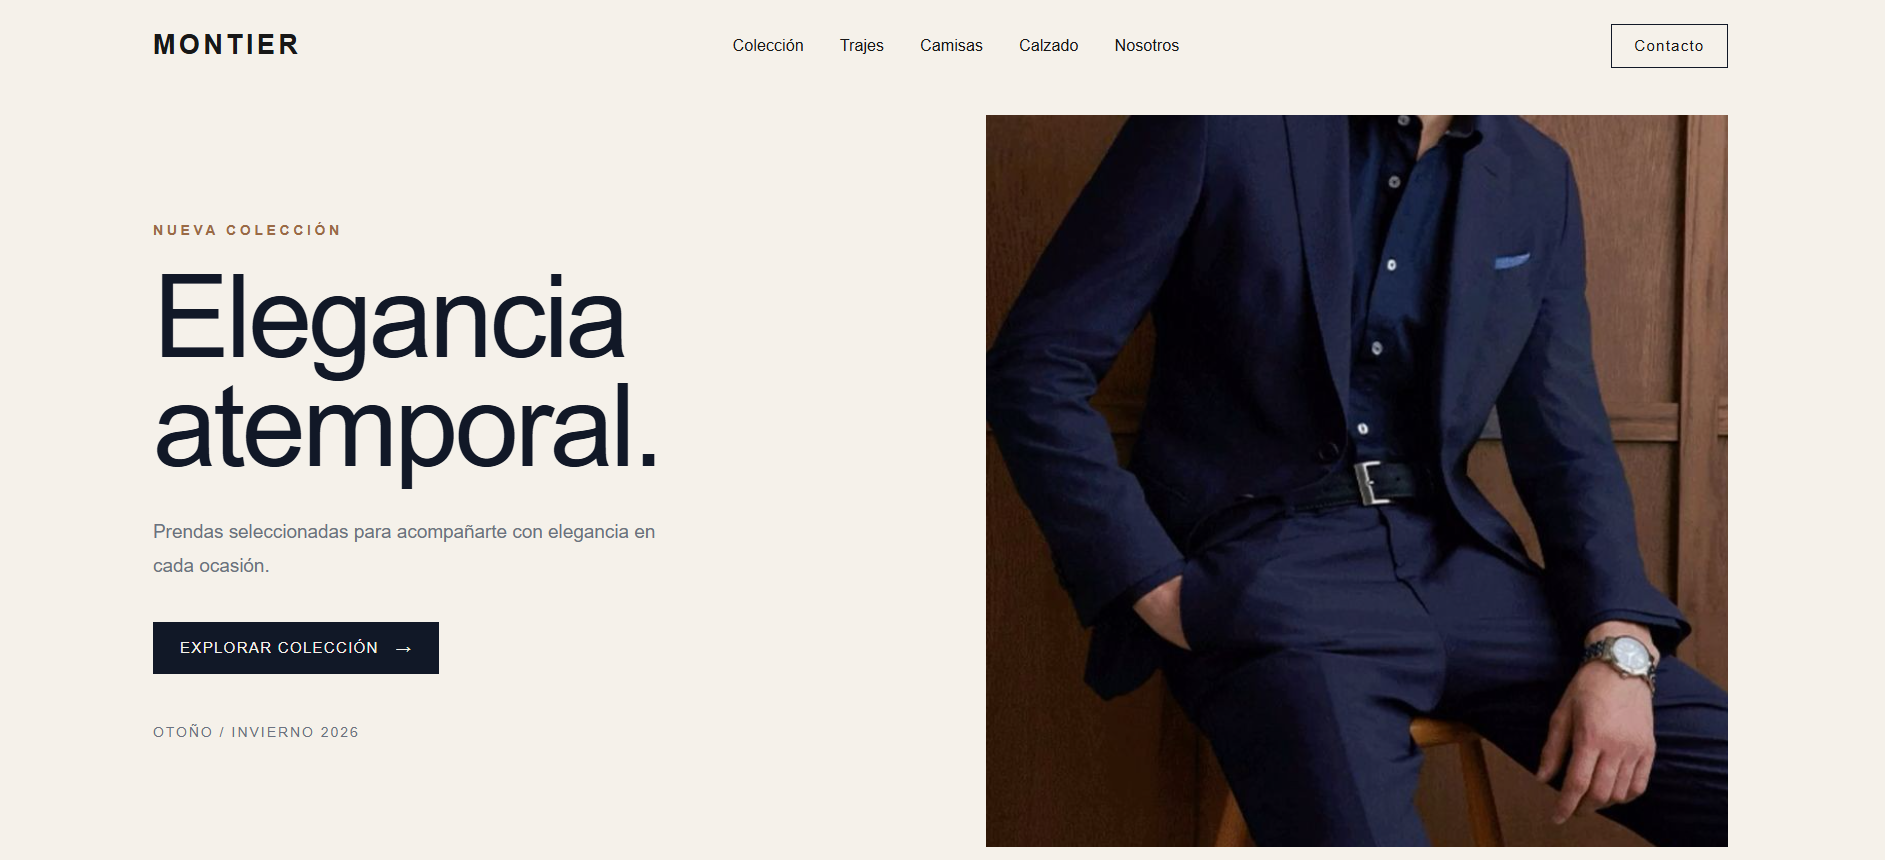 MONTIER
Colección
Trajes
Camisas
Calzado
Nosotros
Contacto
NUEVA COLECCIÓN
Elegancia
atemporal.
Prendas seleccionadas para acompañarte con elegancia en
cada ocasión.
EXPLORAR COLECCIÓN →
OTOÑO / INVIERNO 2026